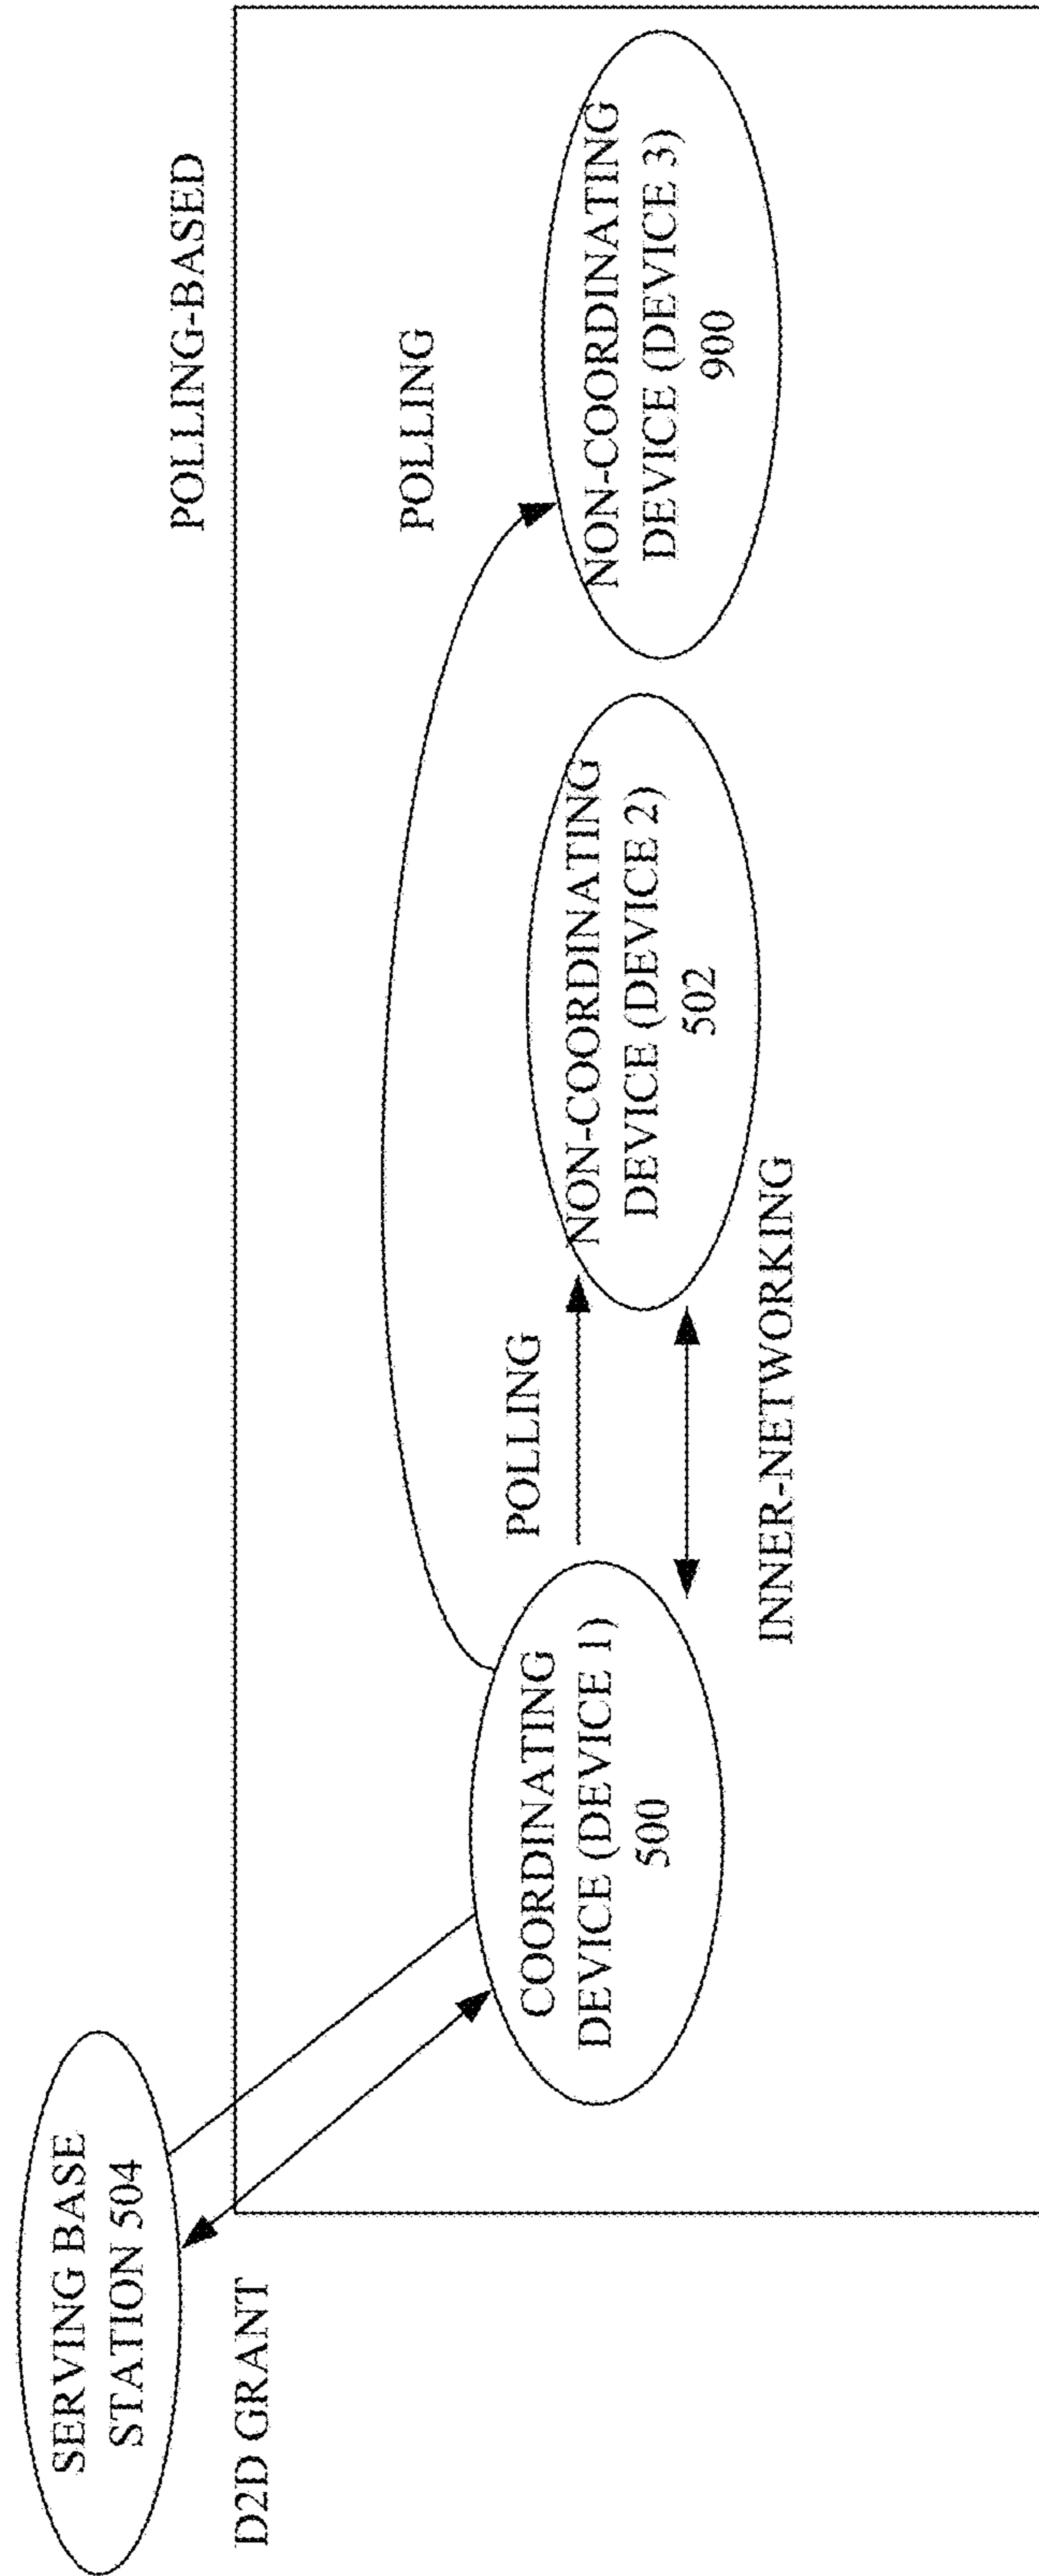 SERVING BASE
STATION 504
D2D GRANT
POLLING-BASED
POLLING
POLLING
COORDINATING
DEVICE (DEVICE 1)
500
NON-COORDINATING
DEVICE (DEVICE 2)
502
NON-COORDINATING
DEVICE (DEVICE 3)
900
INNER-NETWORKING